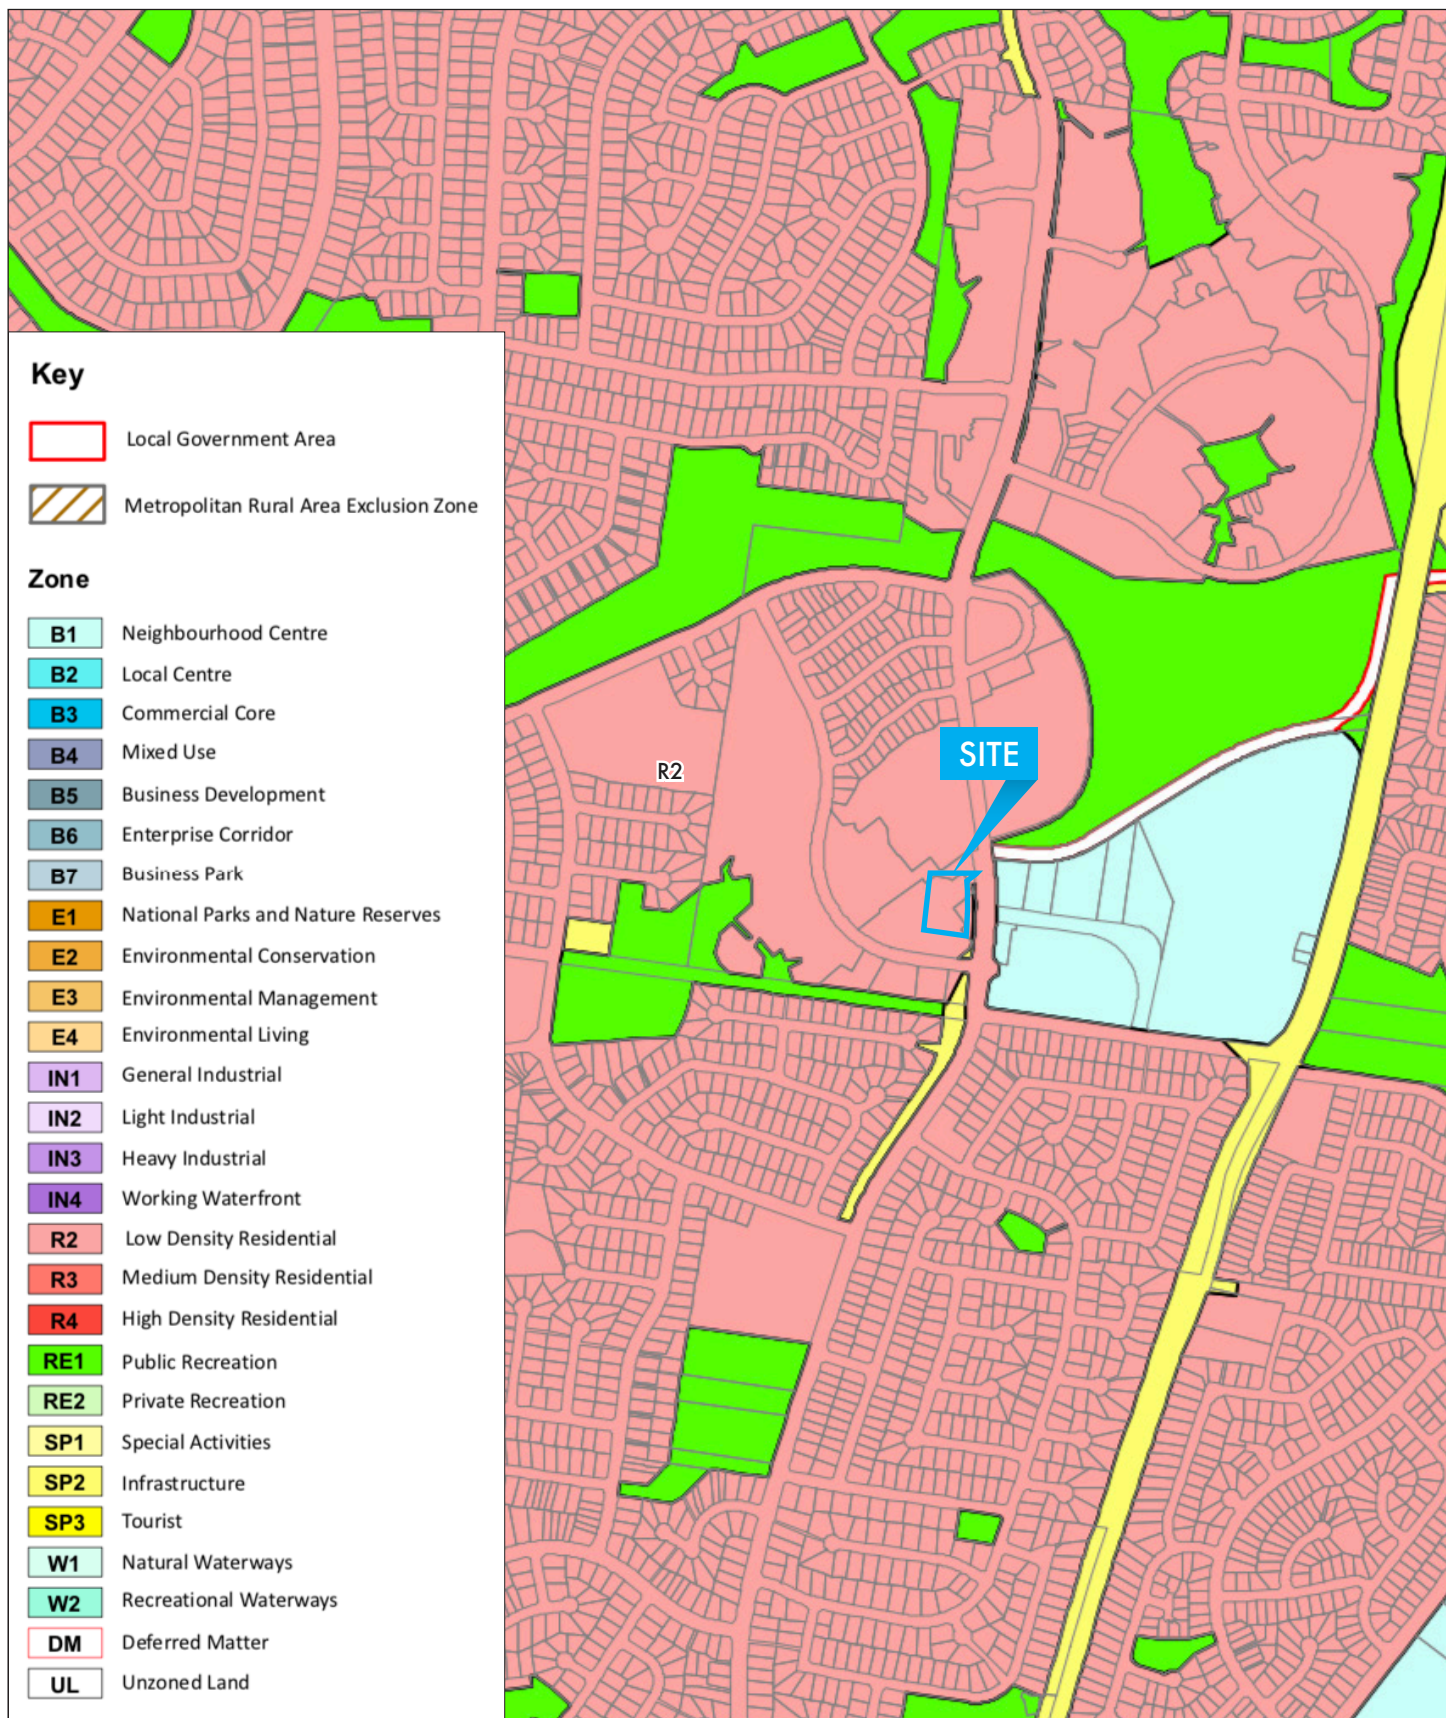 SITE
R2
Key
Local Government Area
Metropolitan Rural Area Exclusion Zone
Zone
B1 Neighbourhood Centre
B2 Local Centre
B3 Commercial Core
B4 Mixed Use
B5 Business Development
B6 Enterprise Corridor
B7 Business Park
E1 National Parks and Nature Reserves
E2 Environmental Conservation
E3 Environmental Management
E4 Environmental Living
IN1 General Industrial
IN2 Light Industrial
IN3 Heavy Industrial
IN4 Working Waterfront
R2 Low Density Residential
R3 Medium Density Residential
R4 High Density Residential
RE1 Public Recreation
RE2 Private Recreation
SP1 Special Activities
SP2 Infrastructure
SP3 Tourist
W1 Natural Waterways
W2 Recreational Waterways
DM Deferred Matter
UL Unzoned Land